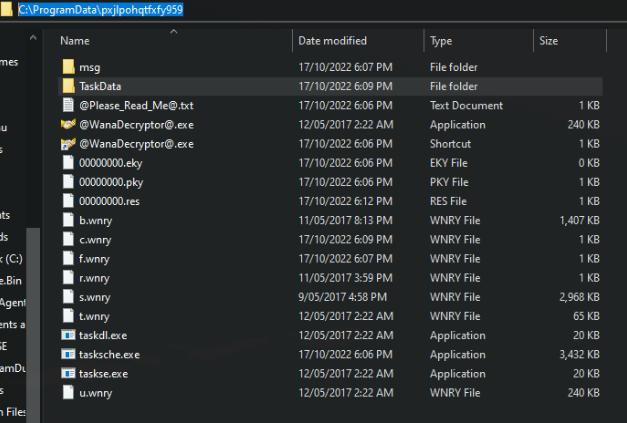 C:\ProgramData\pxjlpohqtfxfy959
Name Date modified Type Size
msg 17/10/2022 6:07 PM File folder
TaskData 17/10/2022 6:09 PM File folder
@Please_Read_Me@.txt 17/10/2022 6:06 PM Text Document 1 KB
@WanaDecryptor@.exe 12/05/2017 2:22 AM Application 240 KB
@WanaDecryptor@.exe 17/10/2022 6:06 PM Shortcut 1 KB
00000000.eky 17/10/2022 6:06 PM EKY File 0 KB
00000000.pky 17/10/2022 6:06 PM PKY File 1 KB
00000000.res 17/10/2022 6:12 PM RES File 1 KB
b.wnry 11/05/2017 8:13 PM WNRY File 1,407 KB
c.wnry 17/10/2022 6:09 PM WNRY File 1 KB
f.wnry 17/10/2022 6:07 PM WNRY File 1 KB
r.wnry 11/05/2017 3:59 PM WNRY File 1 KB
s.wnry 9/05/2017 4:58 PM WNRY File 2,968 KB
t.wnry 12/05/2017 2:22 AM WNRY File 65 KB
taskdl.exe 12/05/2017 2:22 AM Application 20 KB
tasksche.exe 17/10/2022 6:06 PM Application 3,432 KB
taskse.exe 12/05/2017 2:22 AM Application 20 KB
u.wnry 12/05/2017 2:22 AM WNRY File 240 KB
(C:)
e.Bin
Agent
ents a
SE
ramDu
n Files